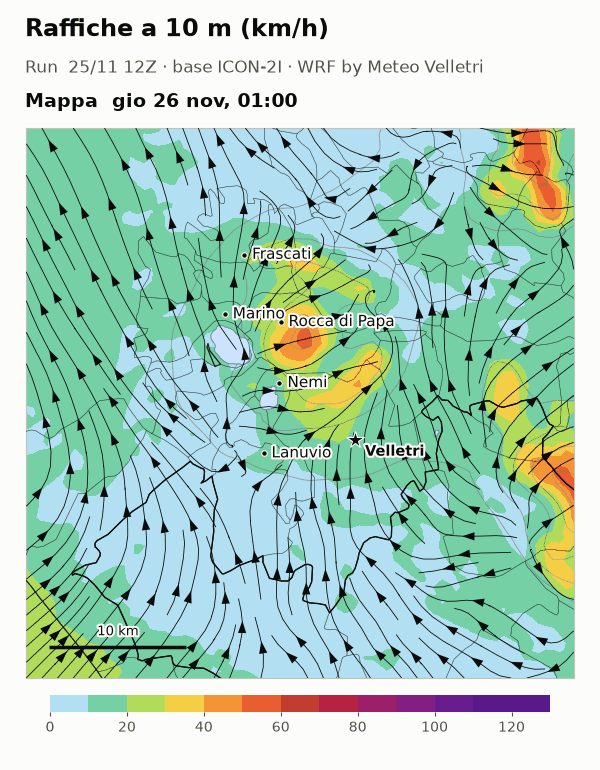 Raffiche a 10 m (km/h)
Run  25/11 12Z · base ICON-2I · WRF by Meteo Velletri
Mappa  gio 26 nov, 01:00
Frascati
Marino
Rocca di Papa
Nemi
Velletri
Lanuvio
10 km
0 20 40 60 80 100 120